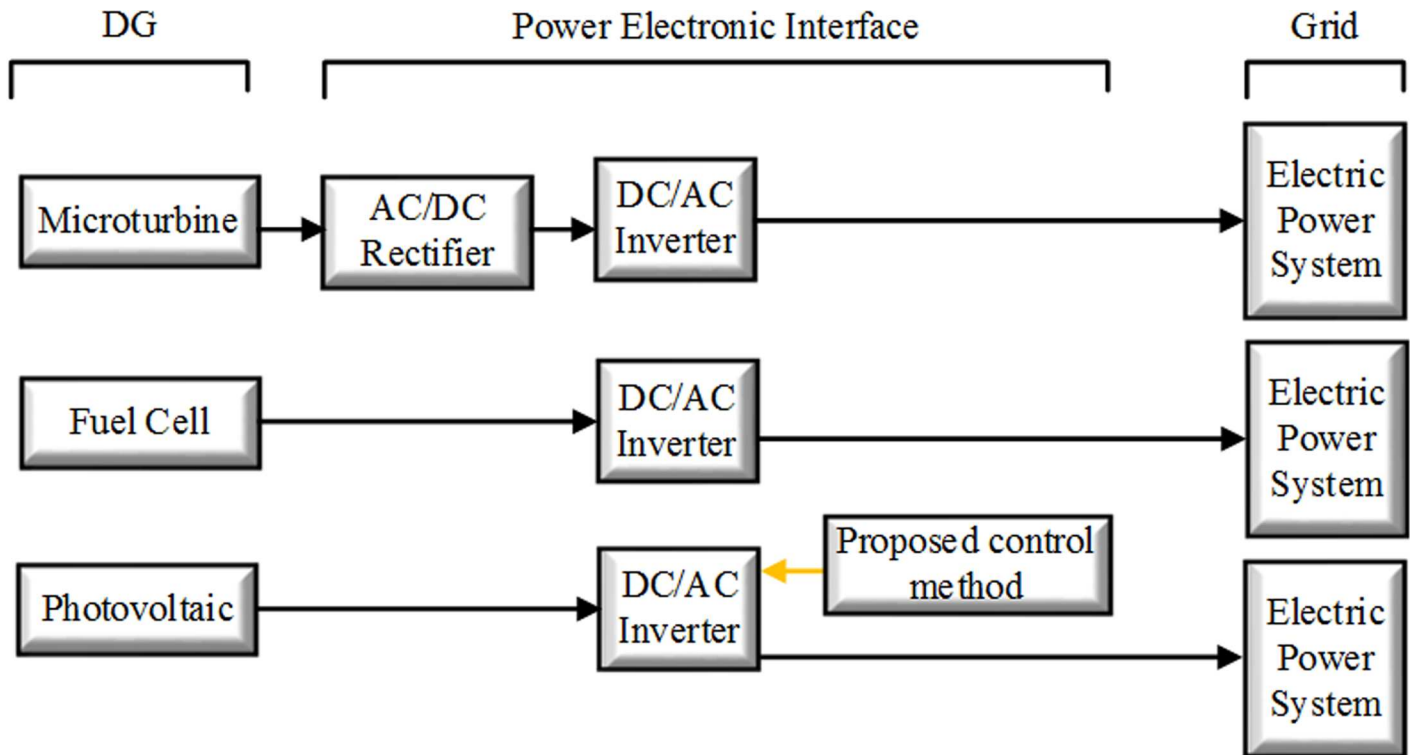 DG
Power Electronic Interface
Grid
Microturbine
AC/DC
Rectifier
DC/AC
Inverter
Electric
Power
System
Fuel Cell
DC/AC
Inverter
Electric
Power
System
Photovoltaic
DC/AC
Inverter
Proposed control
method
Electric
Power
System